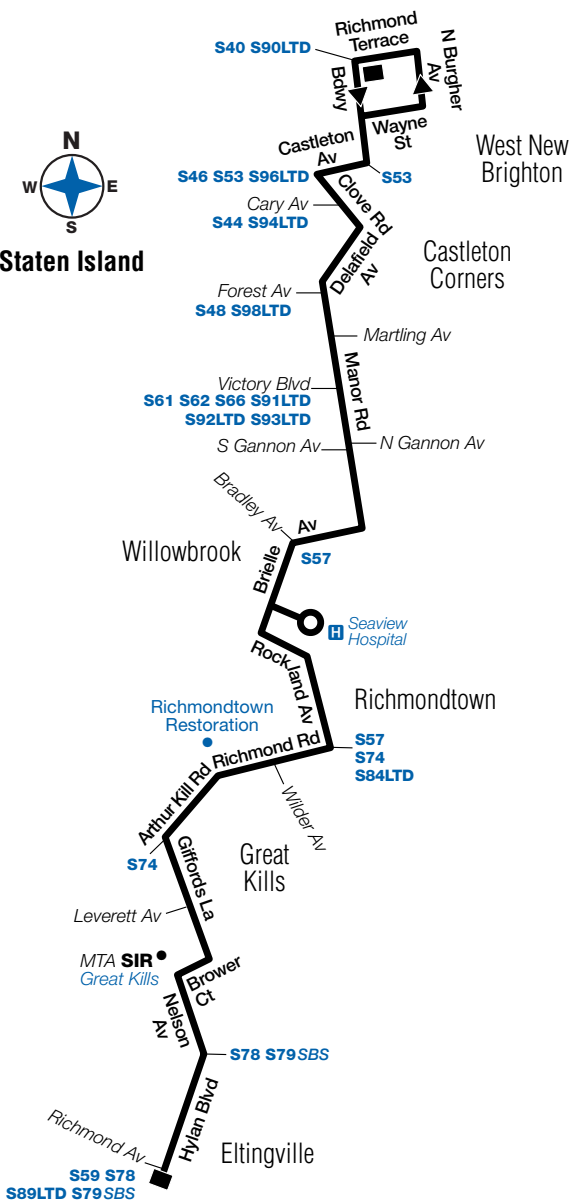 Richmond
Terrace
S40 S90LTD
N Burgher
Av
Bdwy
Wayne
St
Castleton
Av
West New
Brighton
N
W E
S
Staten Island
S46 S53 S96LTD
S53
Clove Rd
Cary Av
S44 S94LTD
Delafield
Av
Castleton
Corners
Forest Av
S48 S98LTD
Martling Av
Manor Rd
Victory Blvd
S61 S62 S66 S91LTD
S92LTD S93LTD
S Gannon Av
N Gannon Av
Bradley Av
Brielle Av
S57
Willowbrook
H Seaview
Hospital
Rockland Av
Richmondtown
Richmondtown
Restoration
Richmond Rd
S57
S74
S84LTD
Arthur Kill Rd
Wilder Av
S74
Giffords La
Great
Kills
Leverett Av
MTA SIR
Great Kills
Brower
Ct
Nelson
Av
S78 S79SBS
Hylan Blvd
Richmond Av
Eltingville
S59 S78
S89LTD S79SBS